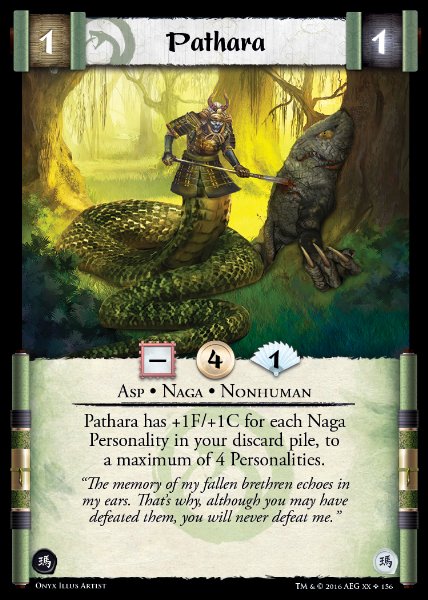 1 Pathara 1
– 4 1
Asp • Naga • Nonhuman
Pathara has +1F/+1C for each Naga
Personality in your discard pile, to
a maximum of 4 Personalities.
“The memory of my fallen brethren echoes in
my ears. That’s why, although you may have
defeated them, you will never defeat me.”
瑪 瑪
Onyx Illus Artist TM & © 2016 AEG XX ❖ 156